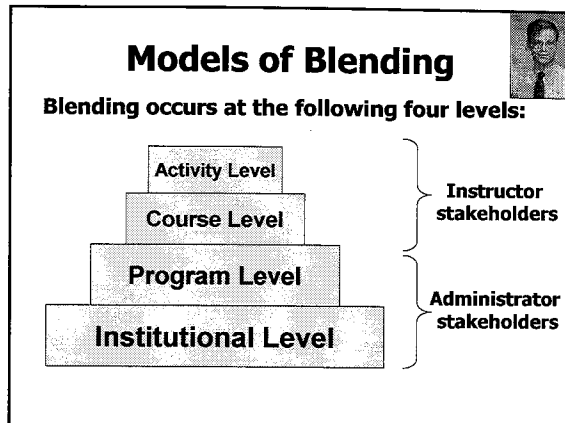 Models of Blending
Blending occurs at the following four levels:
Activity Level
Course Level
Program Level
Institutional Level
Instructor
stakeholders
Administrator
stakeholders